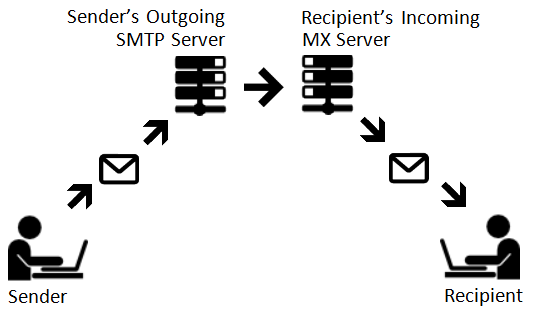 Sender’s Outgoing
SMTP Server
Recipient’s Incoming
MX Server
Sender
Recipient